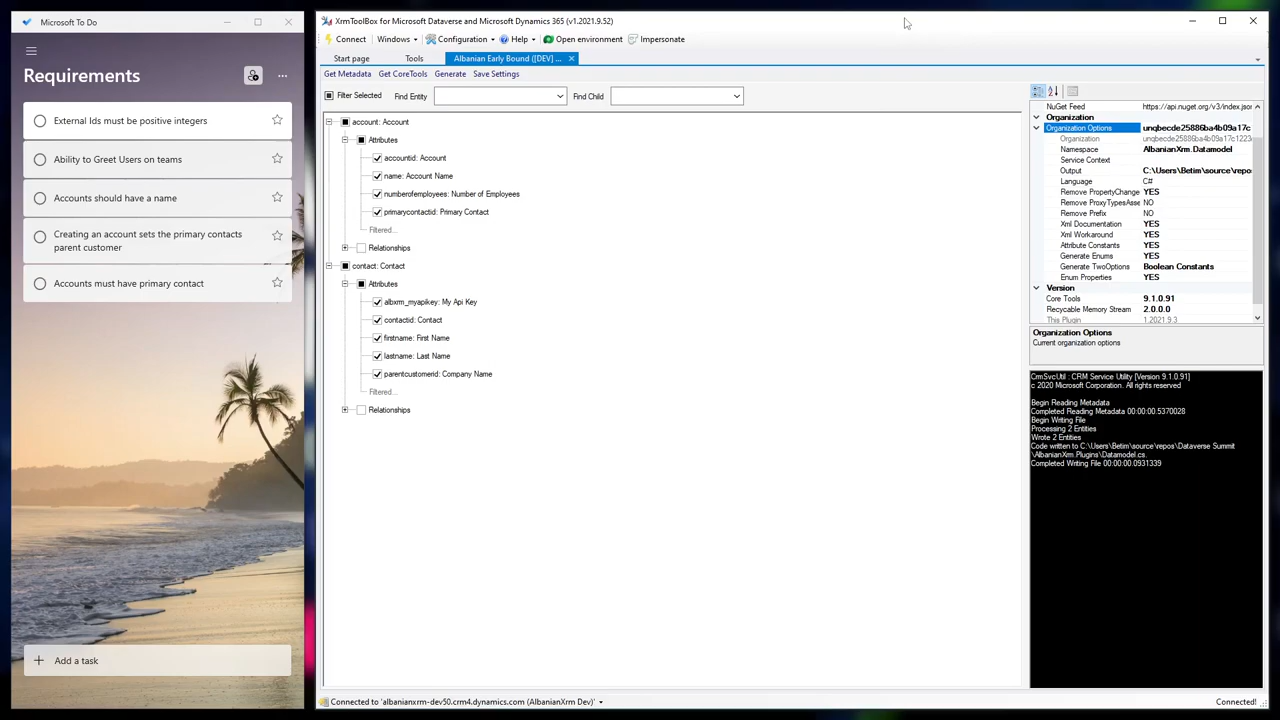 Microsoft To Do
Requirements
External Ids must be positive integers
Ability to Greet Users on teams
Accounts should have a name
Creating an account sets the primary contacts
parent customer
Accounts must have primary contact
Add a task
XrmToolBox for Microsoft Dataverse and Microsoft Dynamics 365 (v1.2021.9.52)
Connect Windows Configuration Help Open environment Impersonate
Start page Tools Albanian Early Bound ([DEV] ...
Get Metadata Get CoreTools Generate Save Settings
Filter Selected Find Entity Find Child
account: Account
Attributes
accountid: Account
name: Account Name
numberofemployees: Number of Employees
primarycontactid: Primary Contact
Filtered...
Relationships
contact: Contact
Attributes
albxrm_myapikey: My Api Key
contactid: Contact
firstname: First Name
lastname: Last Name
parentcustomerid: Company Name
Filtered...
Relationships
NuGet Feed https://api.nuget.org/v3/index.json
Organization
Organization Options unqbecde25886ba4b09a17c
Organization unqbecde25886ba4b09a17c1223
Namespace AlbanianXrm.Datamodel
Service Context
Output C:\Users\Betim\source\repos
Language C#
Remove PropertyChange YES
Remove ProxyTypesAsse NO
Remove Prefix NO
Xml Documentation YES
Xml Workaround YES
Attribute Constants YES
Generate Enums YES
Generate TwoOptions Boolean Constants
Enum Properties YES
Version
Core Tools 9.1.0.91
Recycable Memory Stream 2.0.0.0
This Plugin 1.2021.9.3
Organization Options
Current organization options
CrmSvcUtil : CRM Service Utility [Version 9.1.0.91]
c 2020 Microsoft Corporation. All rights reserved
Begin Reading Metadata
Completed Reading Metadata 00:00:00.5370028
Begin Writing File
Processing 2 Entities
Wrote 2 Entities
Code written to C:\Users\Betim\source\repos\Dataverse Summit
\AlbanianXrm.Plugins\Datamodel.cs.
Completed Writing File 00:00:00.0931339
Connected to 'albanianxrm-dev50.crm4.dynamics.com (AlbanianXrm Dev)'
Connected!